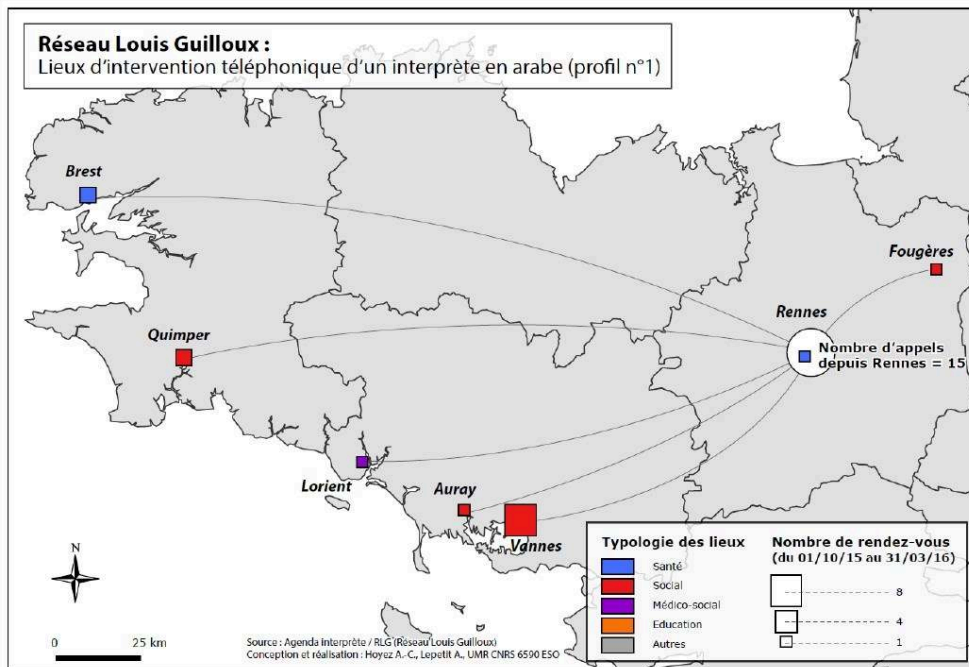 Réseau Louis Guilloux :
Lieux d'intervention téléphonique d'un interprète en arabe (profil n°1)
Brest
Fougères
Rennes
Quimper
Nombre d'appels
depuis Rennes = 15
Lorient
Auray
Vannes
Typologie des lieux
Santé
Social
Médico-social
Education
Autres
Nombre de rendez-vous
(du 01/10/15 au 31/03/16)
8
4
1
N
0 25 km
Source : Agenda interprète / RLG (Réseau Louis Guilloux)
Conception et réalisation : Hoyez A.-C., Lepetit A., UMR CNRS 6590 ESO